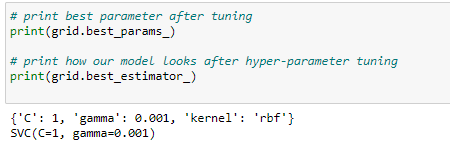 # print best parameter after tuning
print(grid.best_params_)
# print how our model looks after hyper-parameter tuning
print(grid.best_estimator_)
{'C': 1, 'gamma': 0.001, 'kernel': 'rbf'}
SVC(C=1, gamma=0.001)